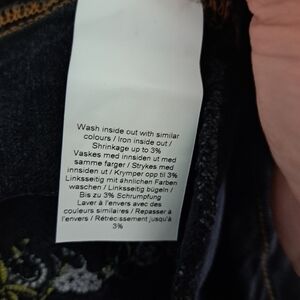 Wash inside out with similar
colours / Iron inside out /
Shrinkage up to 3%
Vaskes med innsiden ut med
samme farger / Strykes med
innsiden ut / Krymper opp til 3%
Linksseitig mit ähnlichen Farben
waschen / Linksseitig bügeln /
Bis zu 3% Schrumpfung
Laver à l'envers avec des
couleurs similaires / Repasser à
l'envers / Rétrécissement jusqu'à
3%